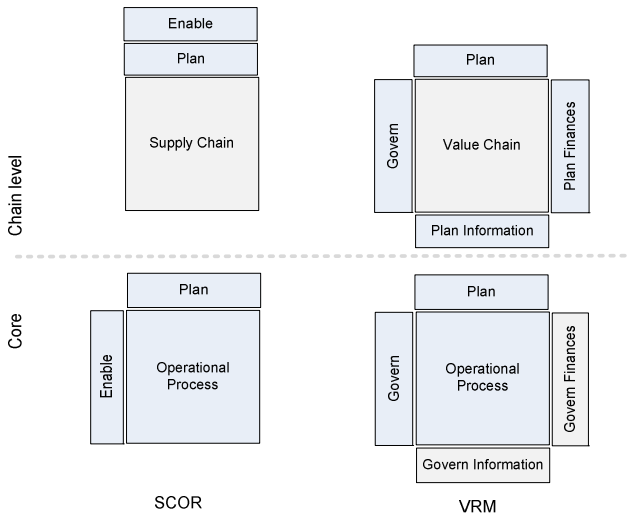 Enable
Plan
Supply Chain
Plan
Govern
Value Chain
Plan Finances
Plan Information
Chain level
Plan
Enable
Operational
Process
Plan
Govern
Operational
Process
Govern Finances
Govern Information
Core
SCOR
VRM